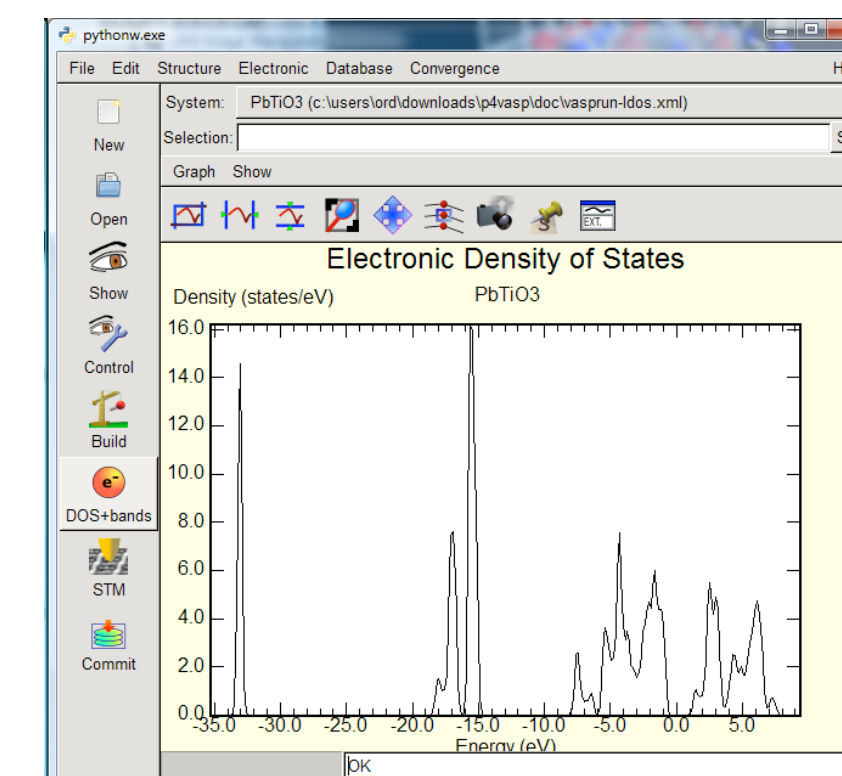 pythonw.exe
File Edit Structure Electronic Database Convergence H
System: PbTiO3 (c:\users\ord\downloads\p4vasp\doc\vasprun-ldos.xml)
Selection: S
Graph Show
New
Open
Show
Control
Build
e-
DOS+bands
STM
Commit
EXT.
Electronic Density of States
Density (states/eV) PbTiO3
16.0
14.0
12.0
10.0
8.0
6.0
4.0
2.0
0.0
-35.0 -30.0 -25.0 -20.0 -15.0 -10.0 -5.0 0.0 5.0
Energy (eV)
OK